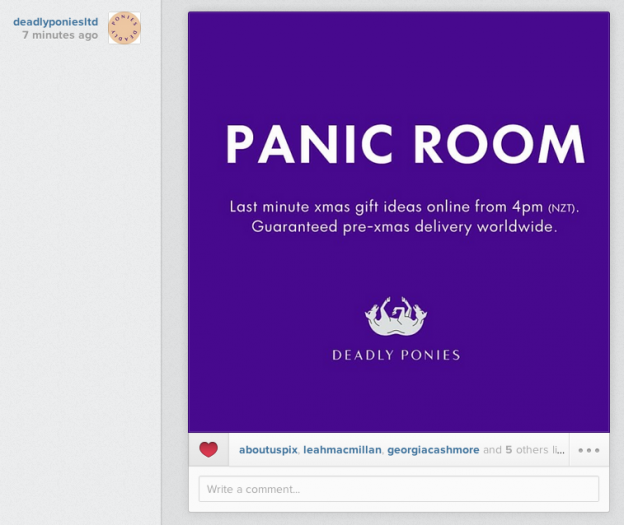 deadlyponiesltd
7 minutes ago
PONIES DEADLY
PANIC ROOM
Last minute xmas gift ideas online from 4pm (NZT).
Guaranteed pre-xmas delivery worldwide.
DEADLY PONIES
aboutuspix, leahmacmillan, georgiacashmore and 5 others li...
Write a comment...